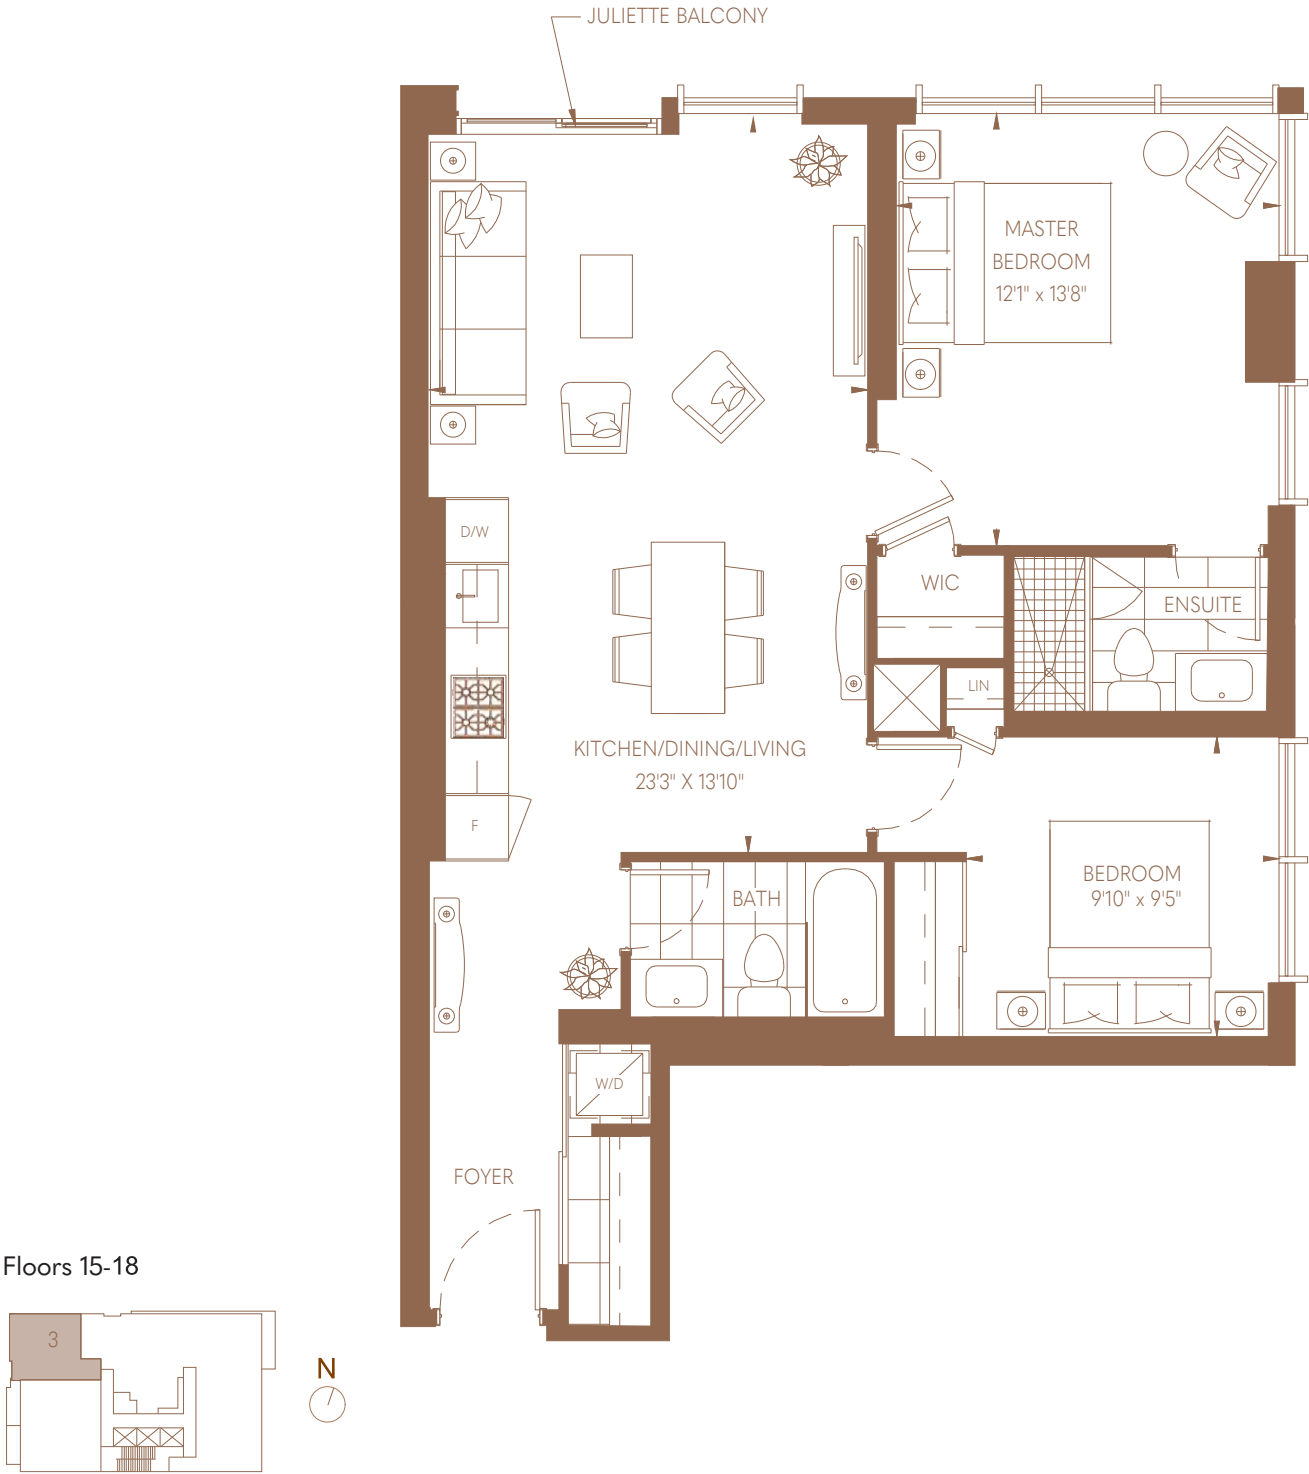 JULIETTE BALCONY
MASTER
BEDROOM
12'1" x 13'8"
D/W
WIC
ENSUITE
LIN
KITCHEN/DINING/LIVING
23'3" X 13'10"
F
BEDROOM
9'10" x 9'5"
BATH
W/D
FOYER
Floors 15-18
3
N